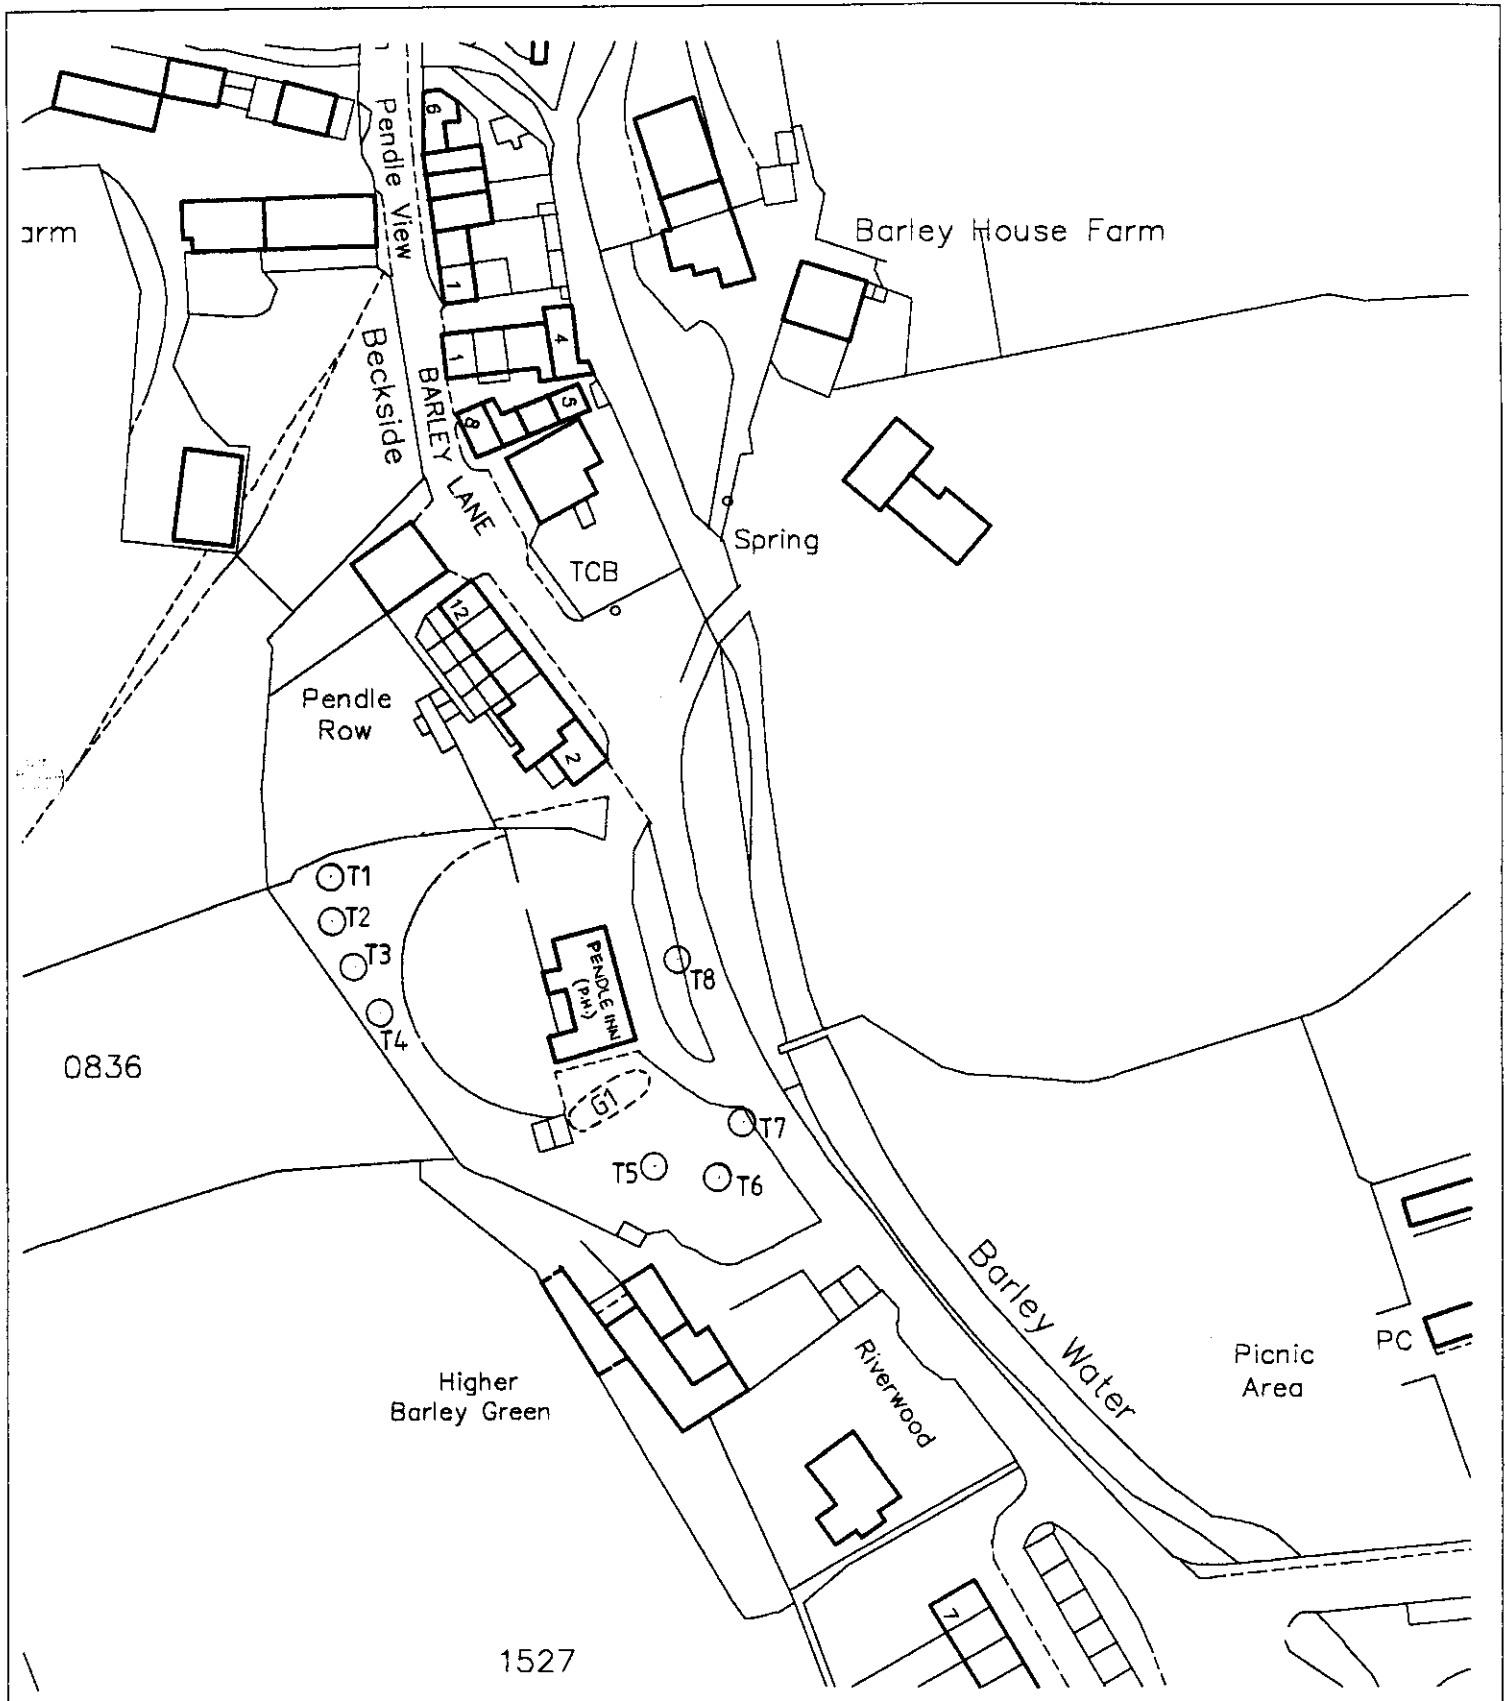 6
Pendle View
arm
Barley House Farm
1
Beckside
1
4
BARLEY LANE
8
5
Spring
TCB
12
Pendle
Row
2
T1
T2
T3
T4
PENDLE INN
(P.H.)
T8
0836
G1
T7
T5
T6
Barley Water
Higher
Barley Green
Riverwood
Picnic
Area
PC
7
1527